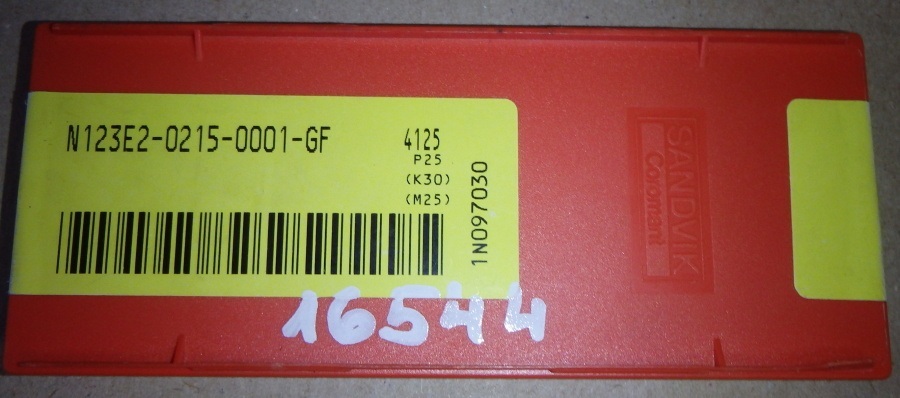 N123E2-0215-0001-GF
4125
P25
(K30)
(M25)
1N097030
SANDVIK
Coromant
16544